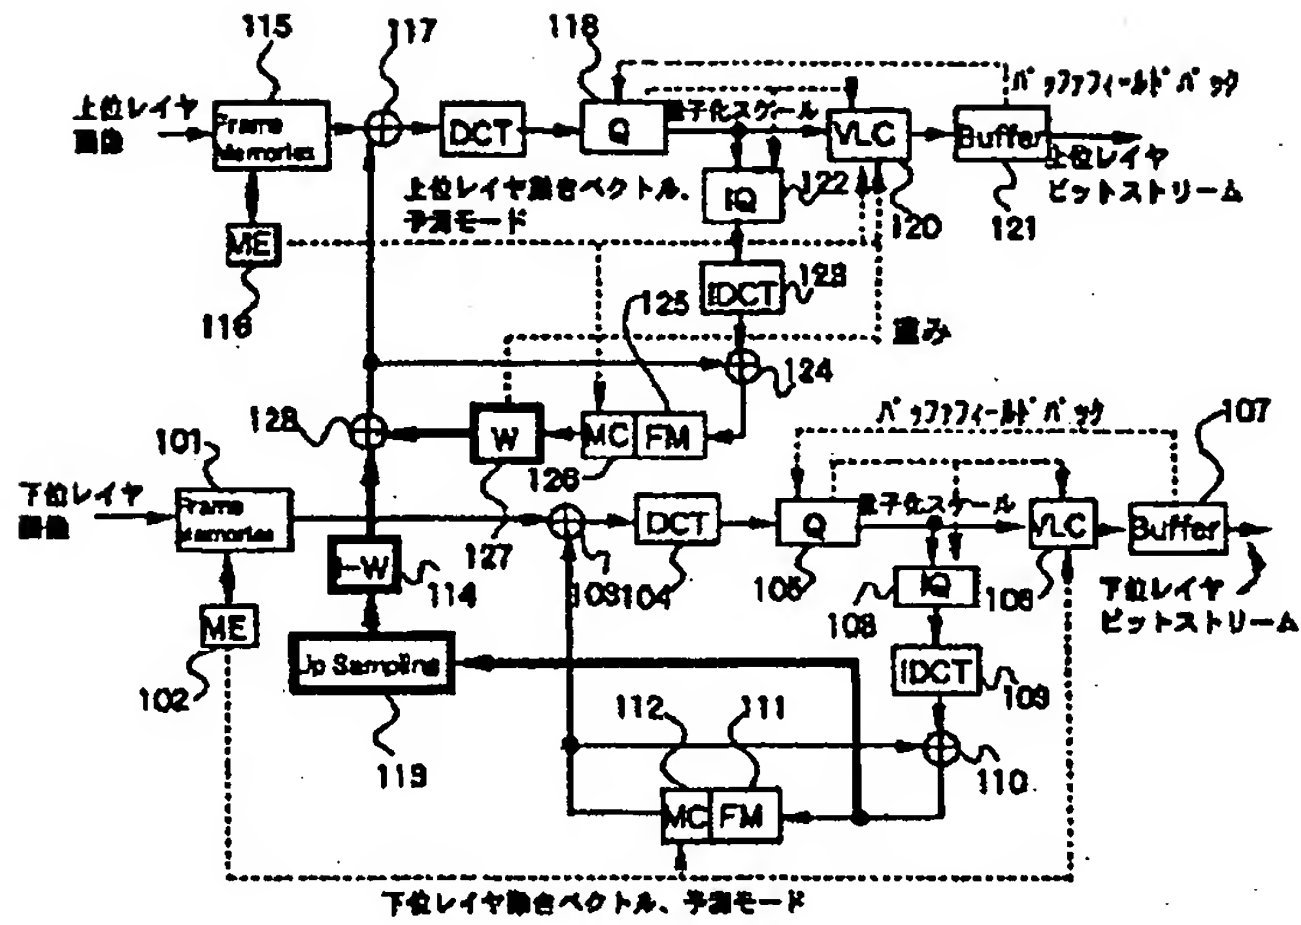 115
117
118
バッファフィールドバック
上位レイヤ
画像
Frame
Memories
DCT
Q
量子化スケール
VLC
Buffer
上位レイヤ
ビットストリーム
上位レイヤ動きベクトル、
予測モード
IQ
122
120
121
ME
116
IDCT
123
125
重み
124
128
W
MC
FM
126
127
バッファフィールドバック
107
101
下位レイヤ
画像
Frame
Memories
103
DCT
104
Q
105
量子化スケール
VLC
106
Buffer
下位レイヤ
ビットストリーム
1-W
114
IQ
108
ME
102
Up Sampling
113
IDCT
109
112
111
110
MC
FM
下位レイヤ動きベクトル、予測モード